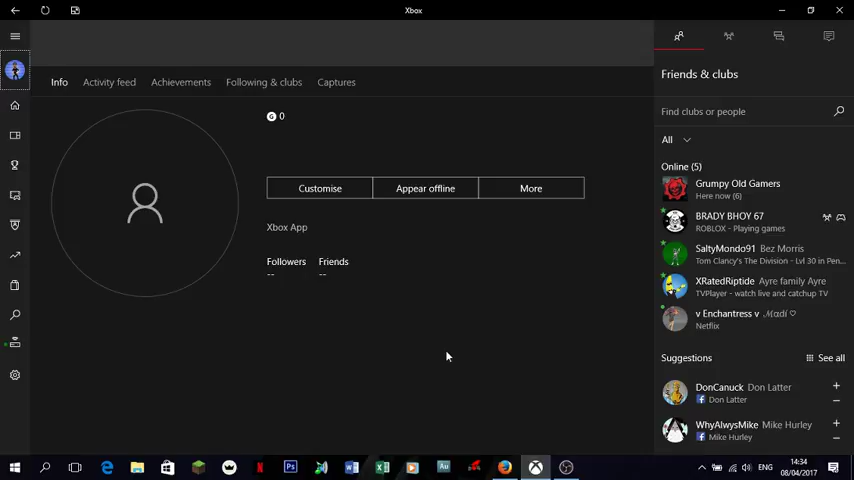 Xbox
Info
Activity feed
Achievements
Following & clubs
Captures
G 0
Customise
Appear offline
More
Xbox App
Followers
Friends
--
--
Friends & clubs
Find clubs or people
All
Online (5)
Grumpy Old Gamers
Here now (6)
BRADY BHOY 67
ROBLOX - Playing games
SaltyMondo91 Bez Morris
Tom Clancy's The Division - Lvl 30 in Pen...
XRatedRiptide Ayre family Ayre
TVPlayer - watch live and catchup TV
v Enchantress v ℳαdí ♡
Netflix
Suggestions
See all
DonCanuck Don Latter
Don Latter
WhyAlwysMike Mike Hurley
Mike Hurley
ENG
14:34
08/04/2017